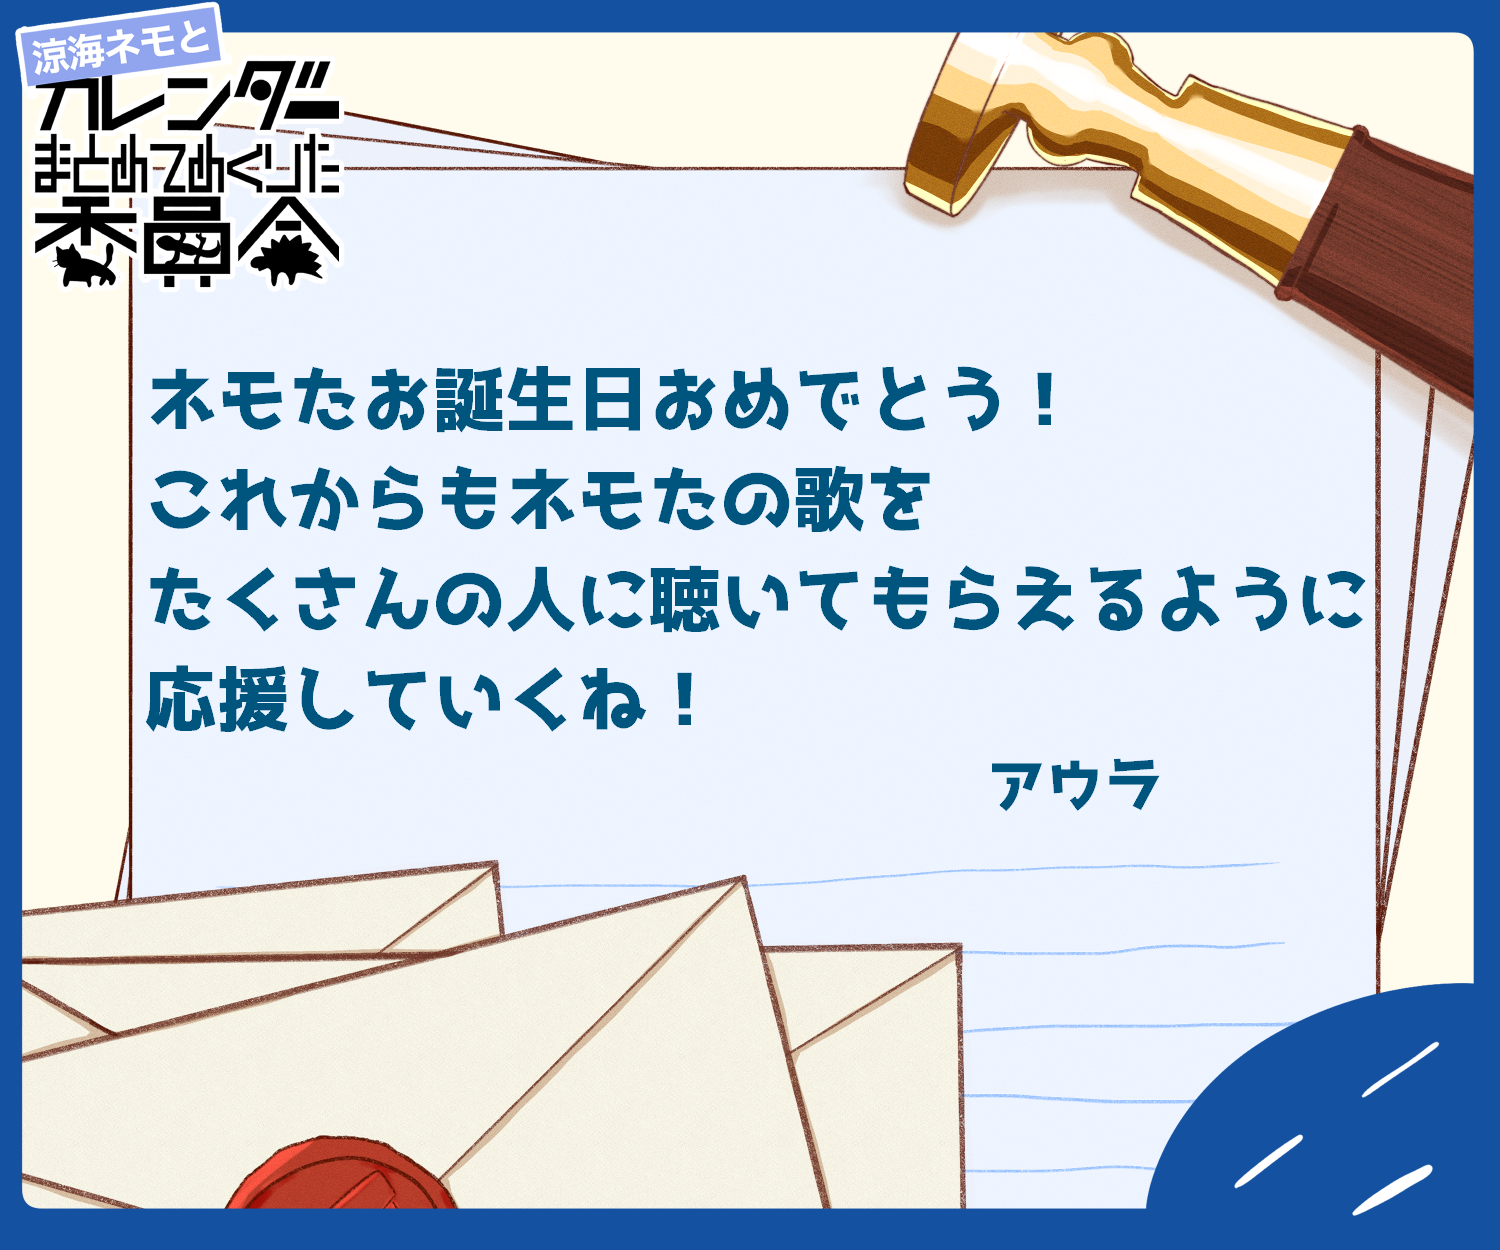 涼海ネモと
カレンダー
まとめてめくりた
委員会
ネモたお誕生日おめでとう！
これからもネモたの歌を
たくさんの人に聴いてもらえるように
応援していくね！
アウラ